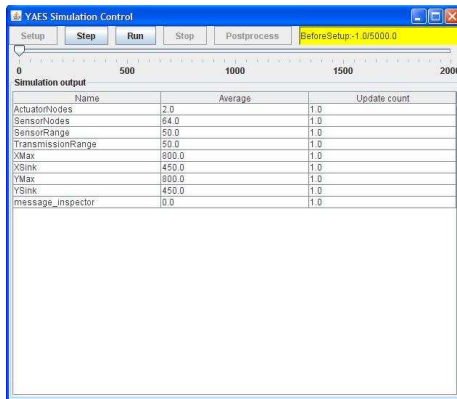 YAES Simulation Control
Setup Step Run Stop Postprocess BeforeSetup:-1.0/5000.0
0 500 1000 1500 2000
Simulation output
Name Average Update count
ActuatorNodes 2.0 1.0
SensorNodes 64.0 1.0
SensorRange 50.0 1.0
TransmissionRange 50.0 1.0
XMax 800.0 1.0
XSink 450.0 1.0
YMax 800.0 1.0
YSink 450.0 1.0
message_inspector 0.0 1.0